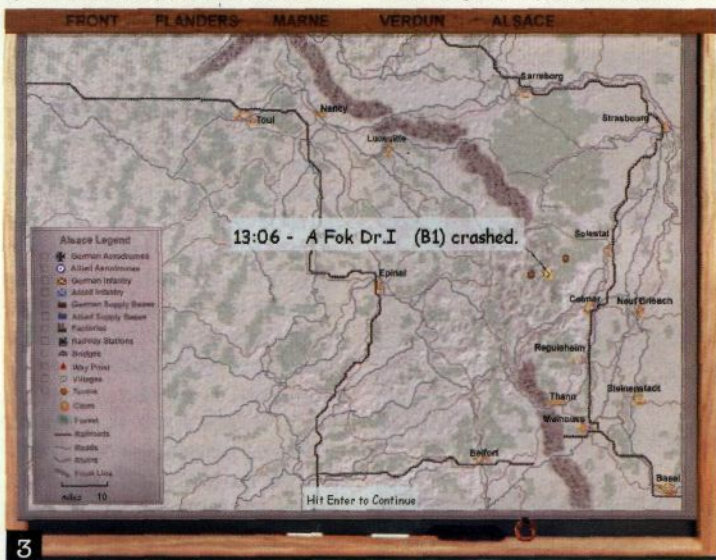 FRONT FLANDERS MARNE VERDUN ALSACE
Sarreborg
Nancy
Toul
Strasbourg
Luneville
13:06 - A Fok Dr.I (B1) crashed.
Selestat
Alsace Legend
German Aerodromes
Allied Aerodromes
German Infantry
Allied Infantry
German Supply Bases
Allied Supply Bases
Factories
Railway Stations
Bridges
Way Point
Villages
Towns
Cities
Forest
Railroads
Roads
Rivers
Front Line
miles 10
Epinal
Colmar
Neuf Brisach
Reguisheim
Steinenstadt
Thann
Mulhouse
Belfort
Basel
Hit Enter to Continue
3